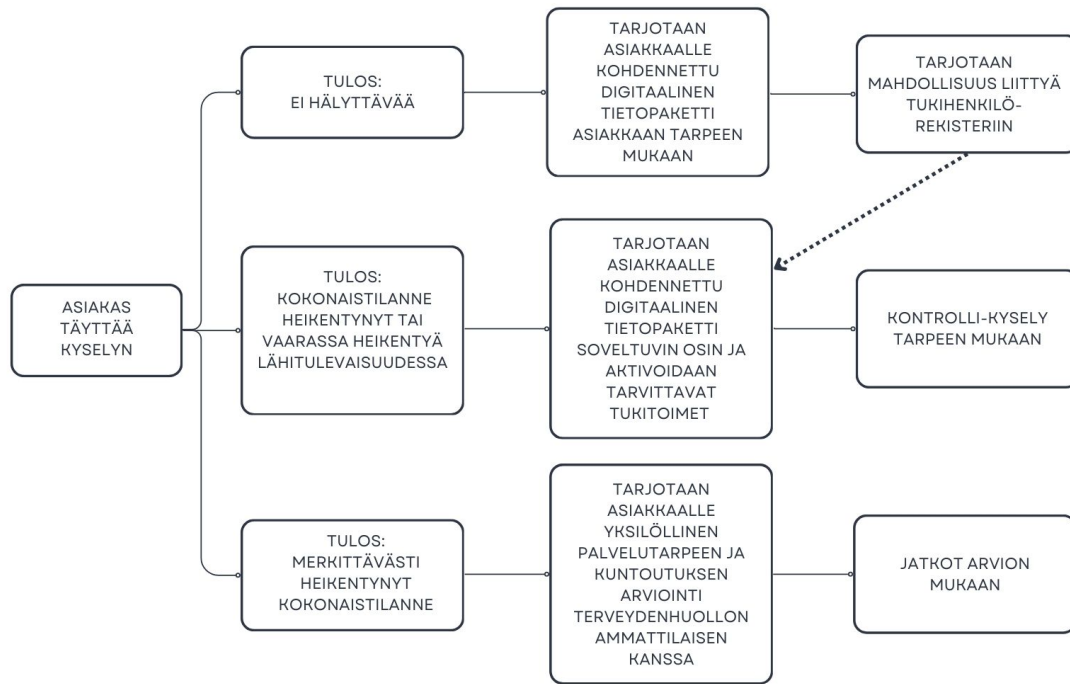 ASIAKAS
TÄYTTÄÄ
KYSELYN
TULOS:
EI HÄLYTTÄVÄÄ
TARJOTAAN
ASIAKKAALLE
KOHDENNETTU
DIGITAALINEN
TIETOPAKETTI
ASIAKKAAN TARPEEN
MUKAAN
TARJOTAAN
MAHDOLLISUUS LIITTYÄ
TUKIHENKILÖ-
REKISTERIIN
TULOS:
KOKONAISTILANNE
HEIKENTYNYT TAI
VAARASSA HEIKENTYÄ
LÄHITULEVAISUUDESSA
TARJOTAAN
ASIAKKAALLE
KOHDENNETTU
DIGITAALINEN
TIETOPAKETTI
SOVELTUVIN OSIN JA
AKTIVOIDAAN
TARVITTAVAT
TUKITOIMET
KONTROLLI-KYSELY
TARPEEN MUKAAN
TULOS:
MERKITTÄVÄSTI
HEIKENTYNYT
KOKONAISTILANNE
TARJOTAAN
ASIAKKAALLE
YKSILÖLLINEN
PALVELUTARPEEN JA
KUNTOUTUKSEN
ARVIOINTI
TERVEYDENHUOLLON
AMMATTILAISEN
KANSSA
JATKOT ARVION
MUKAAN